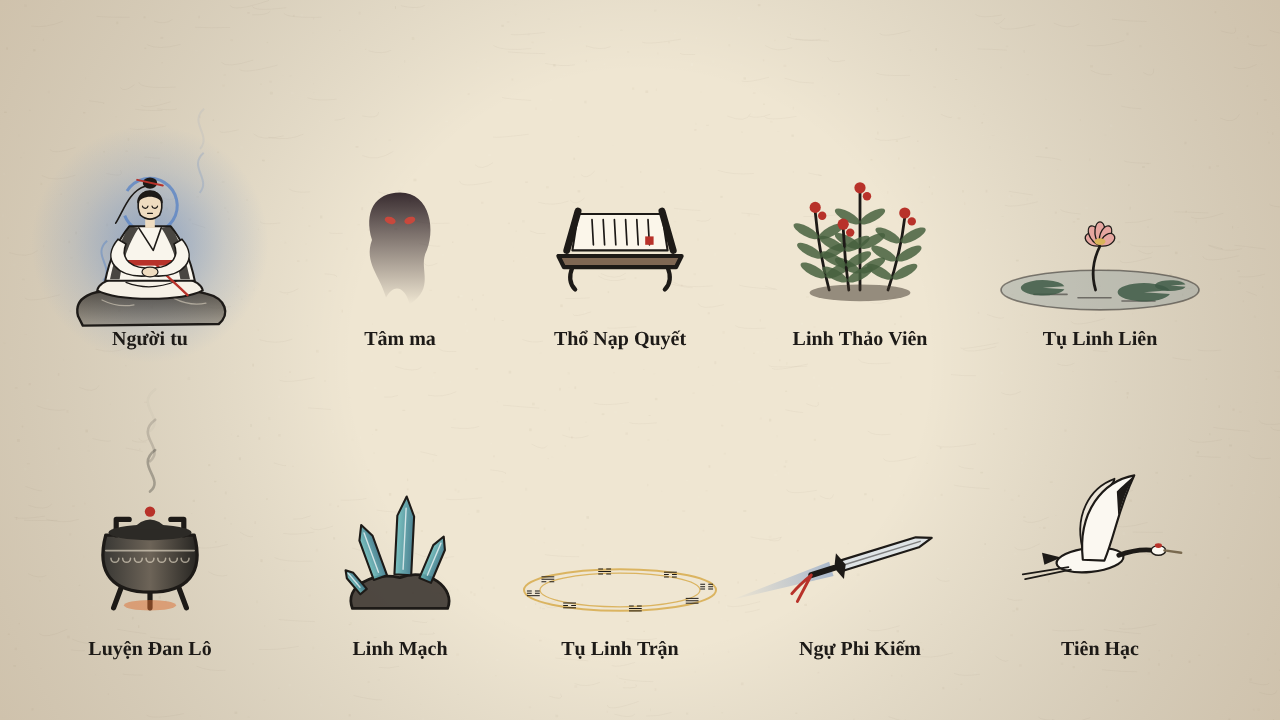 Người tu
Tâm ma
Thổ Nạp Quyết
Linh Thảo Viên
Tụ Linh Liên
Luyện Đan Lô
Linh Mạch
Tụ Linh Trận
Ngự Phi Kiếm
Tiên Hạc